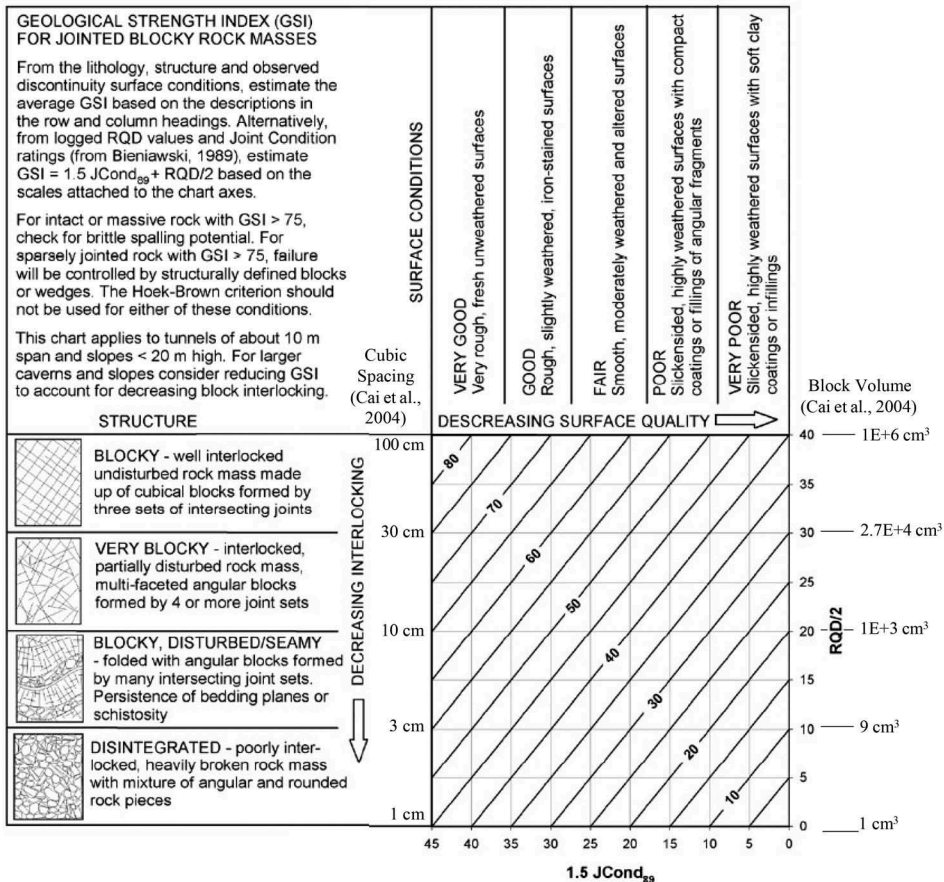 GEOLOGICAL STRENGTH INDEX (GSI)
FOR JOINTED BLOCKY ROCK MASSES
From the lithology, structure and observed
discontinuity surface conditions, estimate the
average GSI based on the descriptions in
the row and column headings. Alternatively,
from logged RQD values and Joint Condition
ratings (from Bieniawski, 1989), estimate
GSI = 1.5 JCond₈₉ + RQD/2 based on the
scales attached to the chart axes.
For intact or massive rock with GSI > 75,
check for brittle spalling potential. For
sparsely jointed rock with GSI > 75, failure
will be controlled by structurally defined blocks
or wedges. The Hoek-Brown criterion should
not be used for either of these conditions.
This chart applies to tunnels of about 10 m
span and slopes < 20 m high. For larger
caverns and slopes consider reducing GSI
to account for decreasing block interlocking.
STRUCTURE
Cubic
Spacing
(Cai et al.,
2004)
SURFACE CONDITIONS
VERY GOOD
Very rough, fresh unweathered surfaces
GOOD
Rough, slightly weathered, iron-stained surfaces
FAIR
Smooth, moderately weathered and altered surfaces
POOR
Slickensided, highly weathered surfaces with compact
coatings or fillings of angular fragments
VERY POOR
Slickensided, highly weathered surfaces with soft clay
coatings or infillings
Block Volume
(Cai et al., 2004)
DESCREASING SURFACE QUALITY
BLOCKY - well interlocked
undisturbed rock mass made
up of cubical blocks formed by
three sets of intersecting joints
VERY BLOCKY - interlocked,
partially disturbed rock mass,
multi-faceted angular blocks
formed by 4 or more joint sets
BLOCKY, DISTURBED/SEAMY
- folded with angular blocks formed
by many intersecting joint sets.
Persistence of bedding planes or
schistosity
DISINTEGRATED - poorly inter-
locked, heavily broken rock mass
with mixture of angular and rounded
rock pieces
DECREASING INTERLOCKING
100 cm
30 cm
10 cm
3 cm
1 cm
80
70
60
50
40
30
20
10
40
35
30
25
20
15
10
5
0
RQD/2
1E+6 cm³
2.7E+4 cm³
1E+3 cm³
9 cm³
1 cm³
45 40 35 30 25 20 15 10 5 0
1.5 JCond₈₉